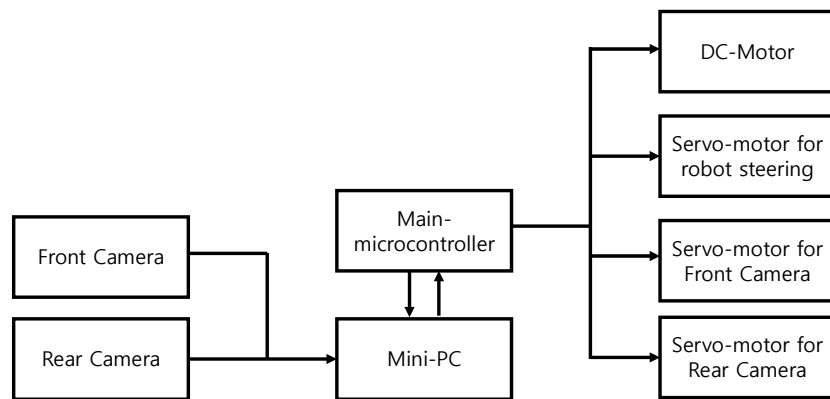 DC-Motor
Servo-motor for
robot steering
Main-
microcontroller
Front Camera
Servo-motor for
Front Camera
Rear Camera
Mini-PC
Servo-motor for
Rear Camera